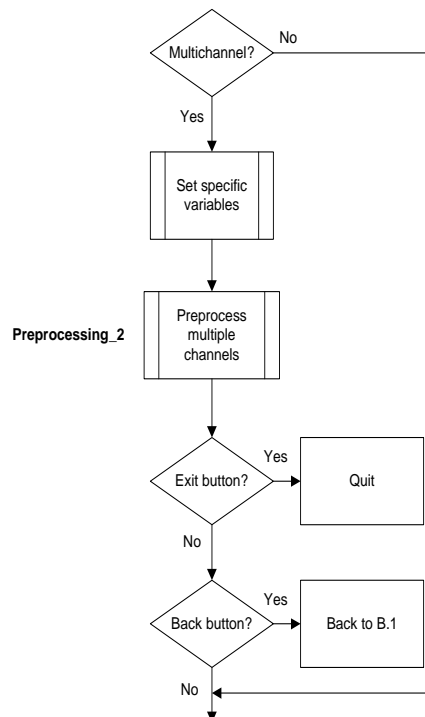 Multichannel?
No
Yes
Set specific
variables
Preprocessing_2
Preprocess
multiple
channels
Exit button?
Yes
Quit
No
Back button?
Yes
Back to B.1
No